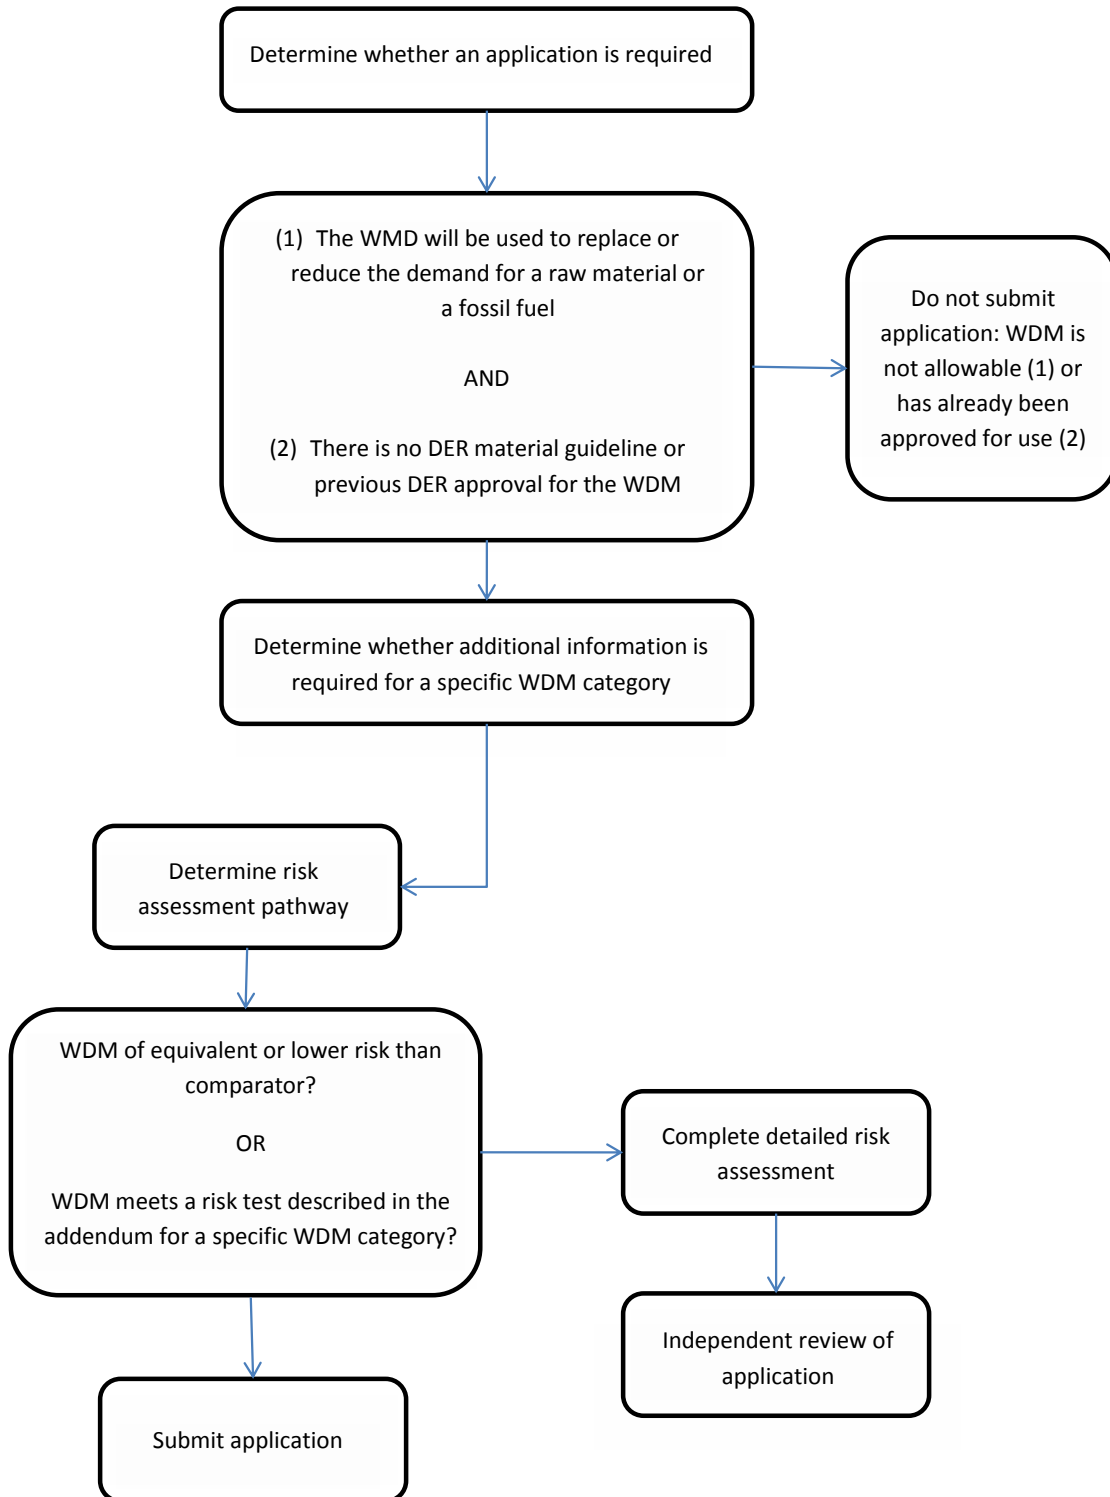 Determine whether an application is required
(1) The WMD will be used to replace or
reduce the demand for a raw material or
a fossil fuel
AND
(2) There is no DER material guideline or
previous DER approval for the WDM
Do not submit
application: WDM is
not allowable (1) or
has already been
approved for use (2)
Determine whether additional information is
required for a specific WDM category
Determine risk
assessment pathway
WDM of equivalent or lower risk than
comparator?
OR
WDM meets a risk test described in the
addendum for a specific WDM category?
Complete detailed risk
assessment
Independent review of
application
Submit application